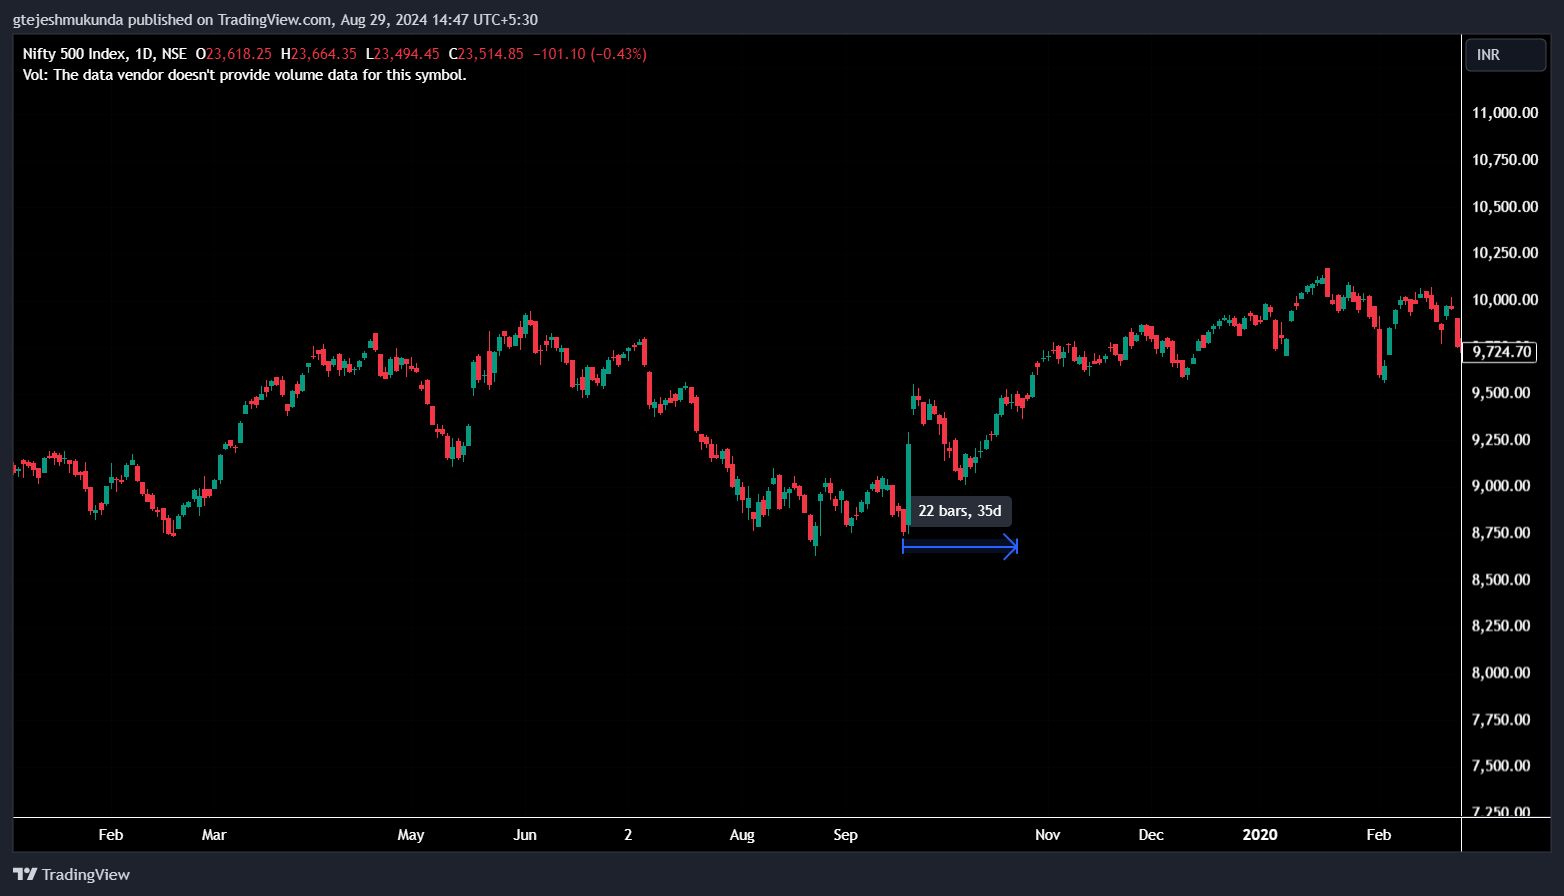 gtejeshmukunda published on TradingView.com, Aug 29, 2024 14:47 UTC+5:30
Nifty 500 Index, 1D, NSE O23,618.25 H23,664.35 L23,494.45 C23,514.85 −101.10 (−0.43%)
INR
Vol: The data vendor doesn't provide volume data for this symbol.
11,000.00
10,750.00
10,500.00
10,250.00
10,000.00
9,724.70
9,500.00
9,250.00
9,000.00
22 bars, 35d
8,750.00
8,500.00
8,250.00
8,000.00
7,750.00
7,500.00
7,250.00
Feb Mar May Jun 2 Aug Sep Nov Dec 2020 Feb
TradingView